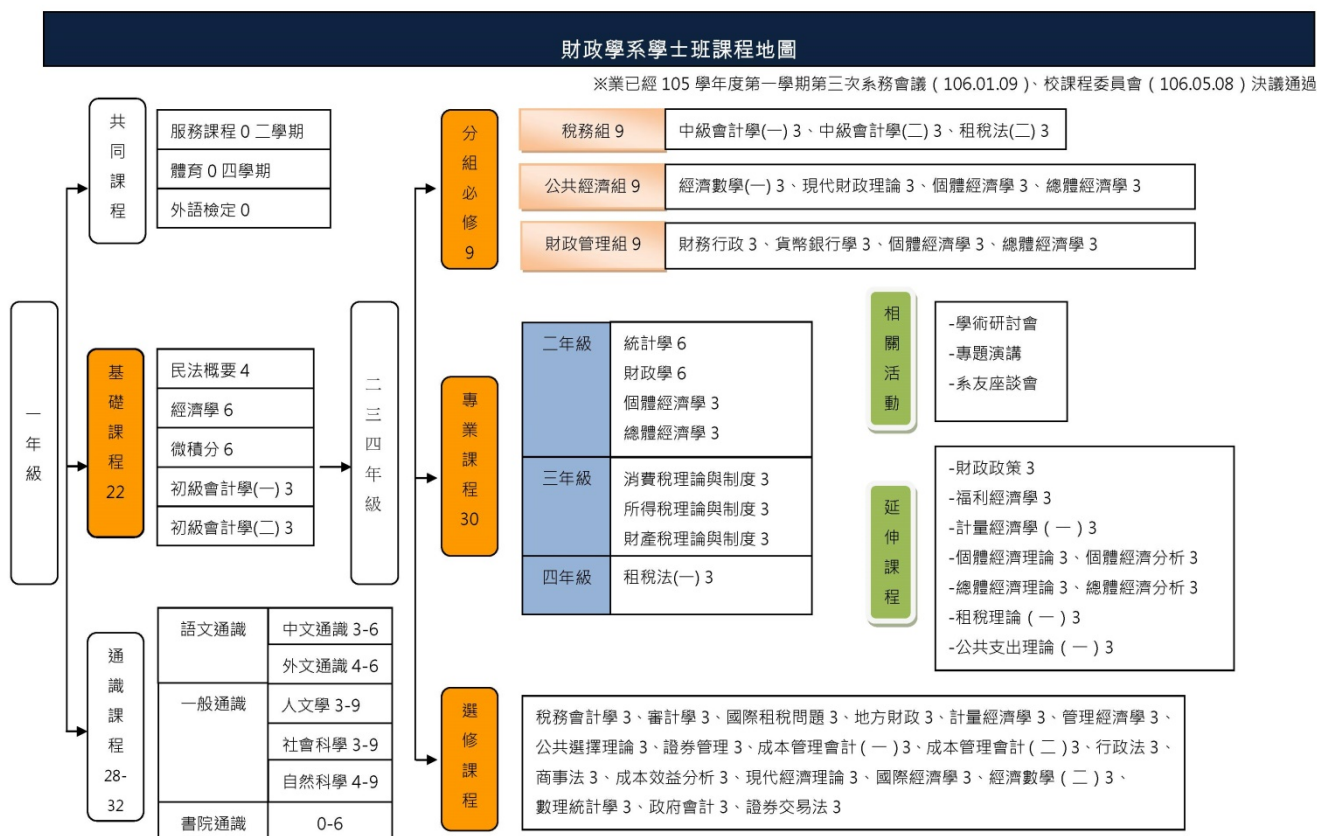 財政學系學士班課程地圖
※業已經 105 學年度第一學期第三次系務會議（106.01.09）、校課程委員會（106.05.08）決議通過
一年級
共同課程
服務課程 0 二學期
體育 0 四學期
外語檢定 0
基礎課程 22
民法概要 4
經濟學 6
微積分 6
初級會計學(一) 3
初級會計學(二) 3
通識課程 28-32
語文通識
中文通識 3-6
外文通識 4-6
一般通識
人文學 3-9
社會科學 3-9
自然科學 4-9
書院通識
0-6
二三四年級
分組必修 9
稅務組 9
中級會計學(一) 3、中級會計學(二) 3、租稅法(二) 3
公共經濟組 9
經濟數學(一) 3、現代財政理論 3、個體經濟學 3、總體經濟學 3
財政管理組 9
財務行政 3、貨幣銀行學 3、個體經濟學 3、總體經濟學 3
專業課程 30
二年級
統計學 6
財政學 6
個體經濟學 3
總體經濟學 3
三年級
消費稅理論與制度 3
所得稅理論與制度 3
財產稅理論與制度 3
四年級
租稅法(一) 3
相關活動
-學術研討會
-專題演講
-系友座談會
延伸課程
-財政政策 3
-福利經濟學 3
-計量經濟學（一）3
-個體經濟理論 3、個體經濟分析 3
-總體經濟理論 3、總體經濟分析 3
-租稅理論（一）3
-公共支出理論（一）3
選修課程
稅務會計學 3、審計學 3、國際租稅問題 3、地方財政 3、計量經濟學 3、管理經濟學 3、
公共選擇理論 3、證券管理 3、成本管理會計（一）3、成本管理會計（二）3、行政法 3、
商事法 3、成本效益分析 3、現代經濟理論 3、國際經濟學 3、經濟數學（二）3、
數理統計學 3、政府會計 3、證券交易法 3